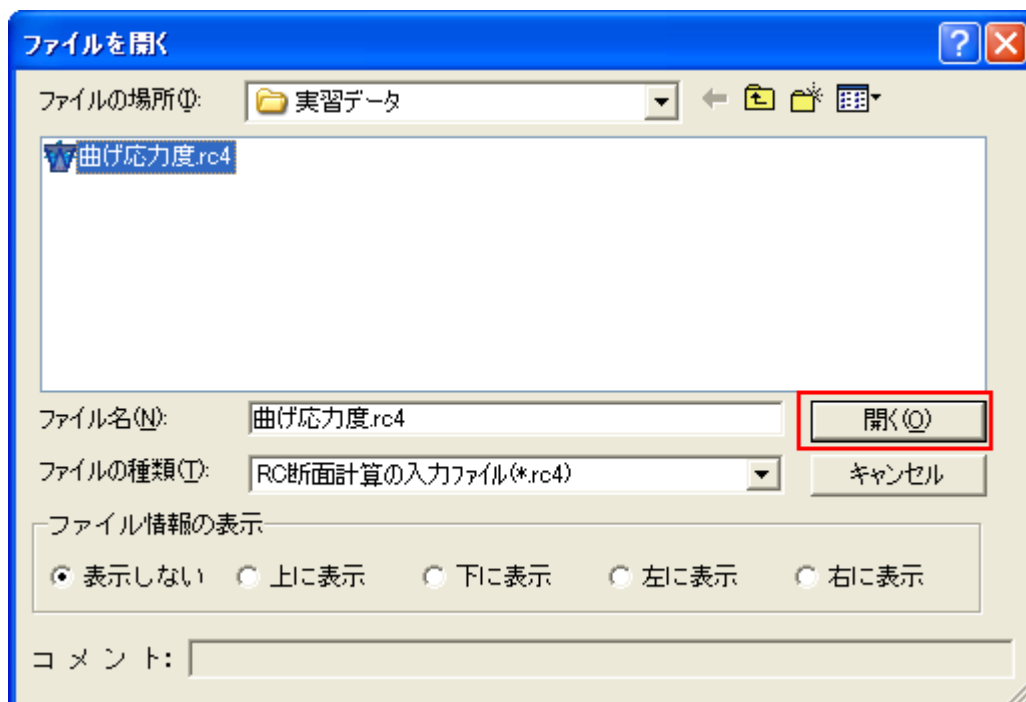 ファイルを開く
ファイルの場所(I):
実習データ
曲げ応力度.rc4
ファイル名(N):
曲げ応力度.rc4
開く(O)
ファイルの種類(T):
RC断面計算の入力ファイル(*.rc4)
キャンセル
ファイル情報の表示
表示しない 上に表示 下に表示 左に表示 右に表示
コメント: